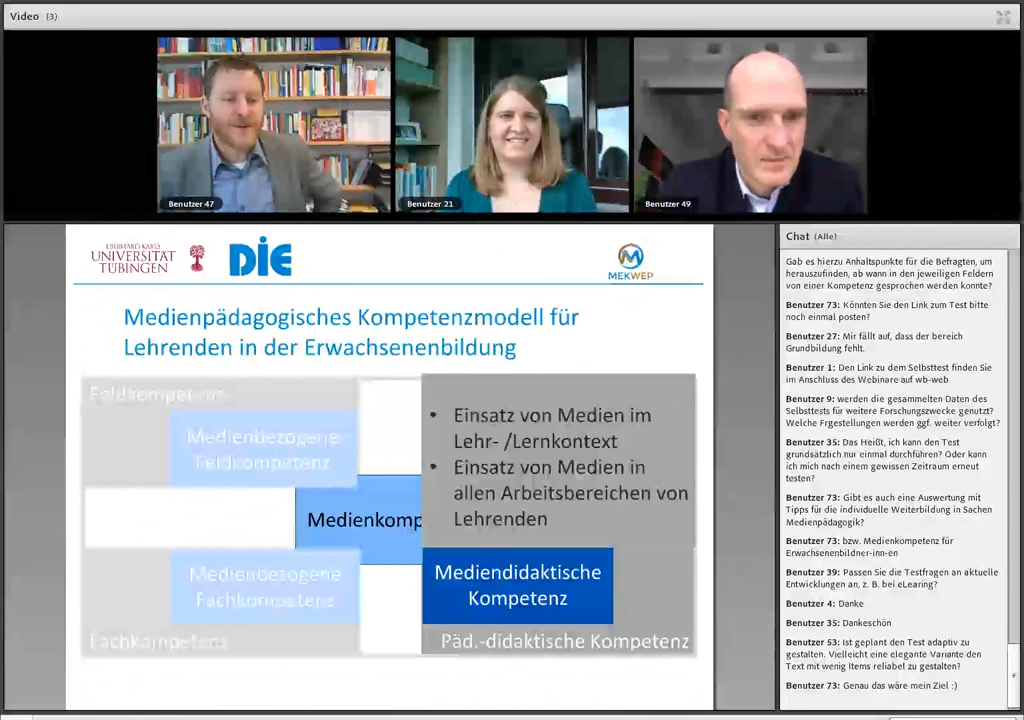 Video (3)
Benutzer 47
Benutzer 21
Benutzer 49
EBERHARD KARLS
UNIVERSITÄT
TÜBINGEN
DiE
MEKWEP
Medienpädagogisches Kompetenzmodell für
Lehrenden in der Erwachsenenbildung
Feldkompetenz
Medienbezogene
Feldkompetenz
• Einsatz von Medien im
Lehr- /Lernkontext
• Einsatz von Medien in
allen Arbeitsbereichen von
Lehrenden
Medienkomp
Medienbezogene
Fachkompetenz
Mediendidaktische
Kompetenz
Fachkompetenz
Päd.-didaktische Kompetenz
Chat (Alle)
Gab es hierzu Anhaltspunkte für die Befragten, um
herauszufinden, ab wann in den jeweiligen Feldern
von einer Kompetenz gesprochen werden konnte?
Benutzer 73: Könnten Sie den Link zum Test bitte
noch einmal posten?
Benutzer 27: Mir fällt auf, dass der bereich
Grundbildung fehlt.
Benutzer 1: Den Link zu dem Selbsttest finden Sie
im Anschluss des Webinare auf wb-web
Benutzer 9: werden die gesammelten Daten des
Selbsttests für weitere Forschungszwecke genutzt?
Welche Frgestellungen werden ggf. weiter verfolgt?
Benutzer 35: Das Heißt, ich kann den Test
grundsätzlich nur einmal durchführen? Oder kann
ich mich nach einem gewissen Zeitraum erneut
testen?
Benutzer 73: Gibt es auch eine Auswertung mit
Tipps für die individuelle Weiterbildung in Sachen
Medienpädagogik?
Benutzer 73: bzw. Medienkompetenz für
Erwachsenenbildner-inn-en
Benutzer 39: Passen Sie die Testfragen an aktuelle
Entwicklungen an, z. B. bei eLearing?
Benutzer 4: Danke
Benutzer 35: Dankeschön
Benutzer 53: Ist geplant den Test adaptiv zu
gestalten. Vielleicht eine elegante Variante den
Text mit wenig Items reliabel zu gestalten?
Benutzer 73: Genau das wäre mein Ziel :)